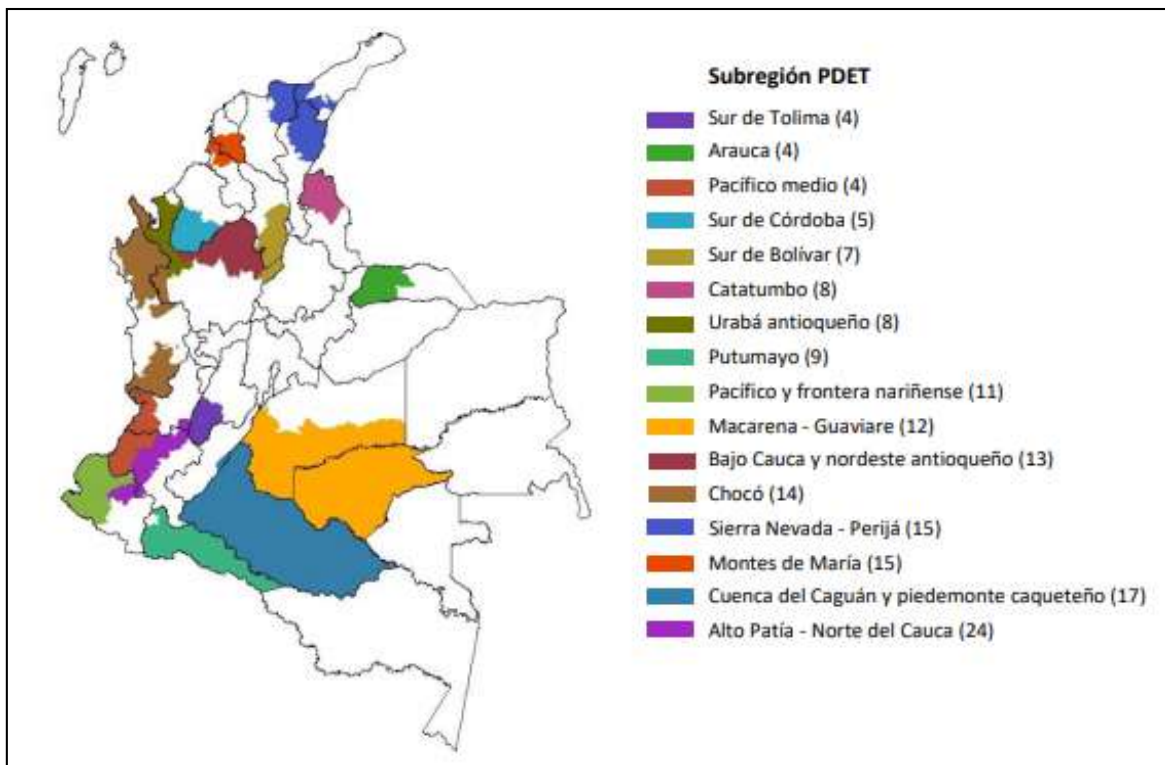 Subregión PDET
Sur de Tolima (4)
Arauca (4)
Pacífico medio (4)
Sur de Córdoba (5)
Sur de Bolívar (7)
Catatumbo (8)
Urabá antioqueño (8)
Putumayo (9)
Pacífico y frontera nariñense (11)
Macarena - Guaviare (12)
Bajo Cauca y nordeste antioqueño (13)
Chocó (14)
Sierra Nevada - Perijá (15)
Montes de María (15)
Cuenca del Caguán y piedemonte caqueteño (17)
Alto Patía - Norte del Cauca (24)